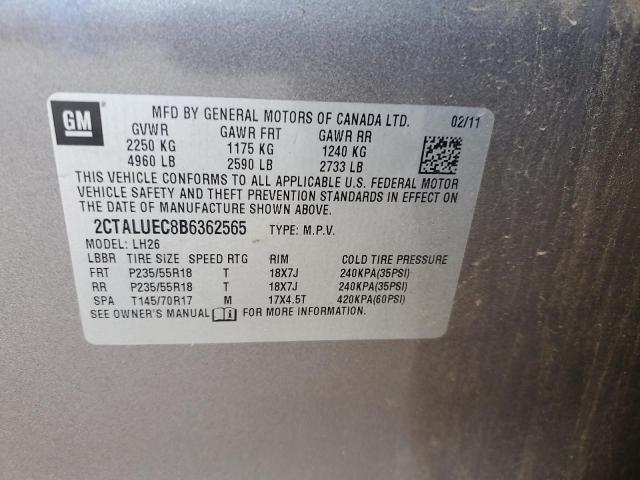 GM
MFD BY GENERAL MOTORS OF CANADA LTD. 02/11
GVWR GAWR FRT GAWR RR
2250 KG 1175 KG 1240 KG
4960 LB 2590 LB 2733 LB
THIS VEHICLE CONFORMS TO ALL APPLICABLE U.S. FEDERAL MOTOR
VEHICLE SAFETY AND THEFT PREVENTION STANDARDS IN EFFECT ON
THE DATE OF MANUFACTURE SHOWN ABOVE.
2CTALUEC8B6362565 TYPE: M.P.V.
MODEL: LH26
LBBR TIRE SIZE SPEED RTG RIM COLD TIRE PRESSURE
FRT P235/55R18 T 18X7J 240KPA(35PSI)
RR P235/55R18 T 18X7J 240KPA(35PSI)
SPA T145/70R17 M 17X4.5T 420KPA(60PSI)
SEE OWNER'S MANUAL FOR MORE INFORMATION.